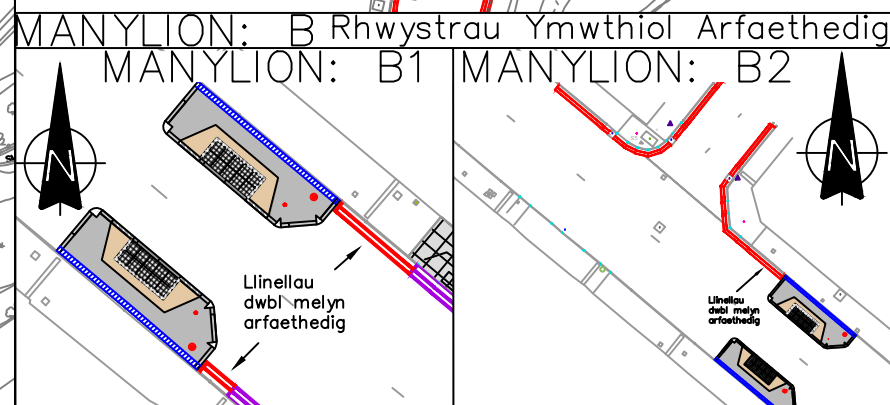 MANYLION: B Rhwystrau Ymwthiol Arfaethedig
MANYLION: B1
N
Llinellau
dwbl melyn
arfaethedig
MANYLION: B2
N
Llinellau
dwbl melyn
arfaethedig